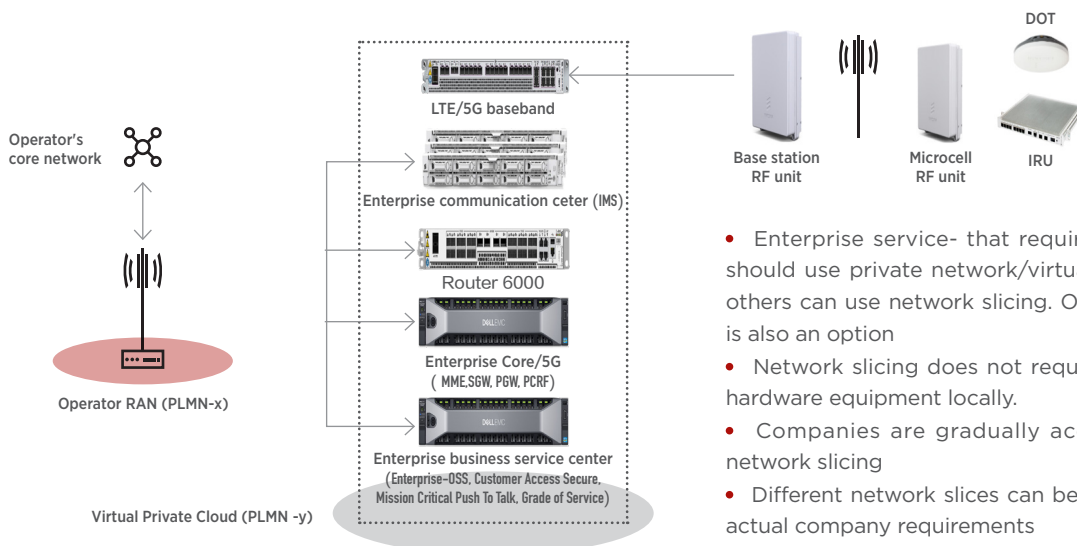 Operator's
core network
Operator RAN (PLMN-x)
Virtual Private Cloud (PLMN -y)
LTE/5G baseband
Enterprise communication ceter (IMS)
Router 6000
DELLEMC
Enterprise Core/5G
( MME,SGW, PGW, PCRF)
DELLEMC
Enterprise business service center
(Enterprise-OSS, Customer Access Secure,
Mission Critical Push To Talk, Grade of Service)
Base station
RF unit
Microcell
RF unit
DOT
IRU
• Enterprise service- that requir
should use private network/virtua
others can use network slicing. O
is also an option
• Network slicing does not requ
hardware equipment locally.
• Companies are gradually ac
network slicing
• Different network slices can be
actual company requirements